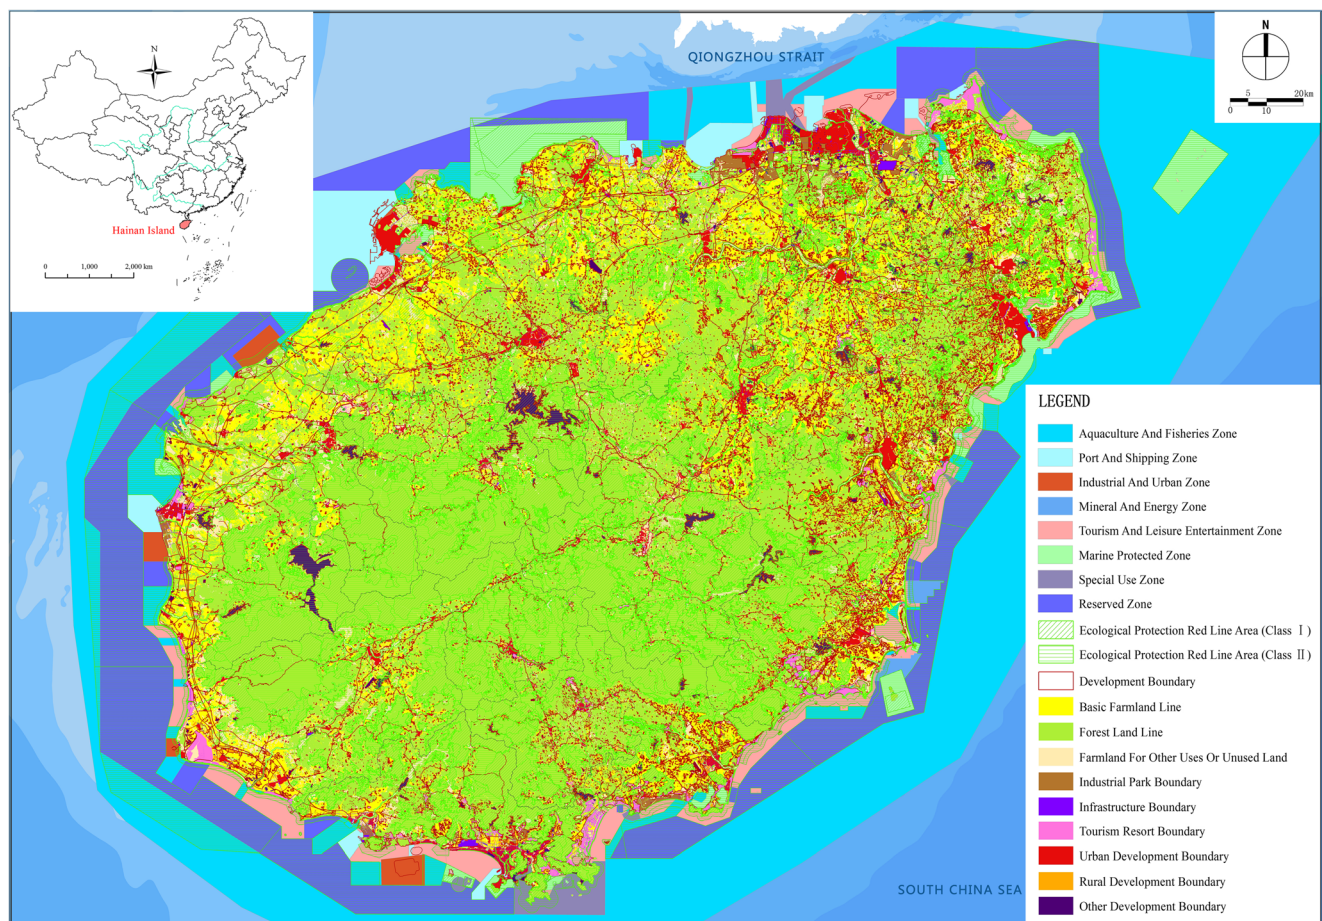 N
Hainan Island
0 1,000 2,000 km
QIONGZHOU STRAIT
N
5 20km
0 10
LEGEND
Aquaculture And Fisheries Zone
Port And Shipping Zone
Industrial And Urban Zone
Mineral And Energy Zone
Tourism And Leisure Entertainment Zone
Marine Protected Zone
Special Use Zone
Reserved Zone
Ecological Protection Red Line Area (Class Ⅰ)
Ecological Protection Red Line Area (Class Ⅱ)
Development Boundary
Basic Farmland Line
Forest Land Line
Farmland For Other Uses Or Unused Land
Industrial Park Boundary
Infrastructure Boundary
Tourism Resort Boundary
Urban Development Boundary
Rural Development Boundary
Other Development Boundary
SOUTH CHINA SEA